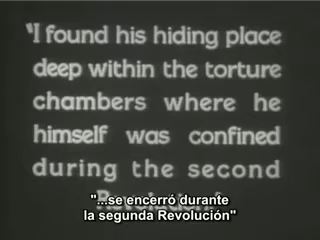 "I found his hiding place
deep within the torture
chambers where he
himself was confined
during the second
Revolution."
"...se encerró durante
la segunda Revolución"